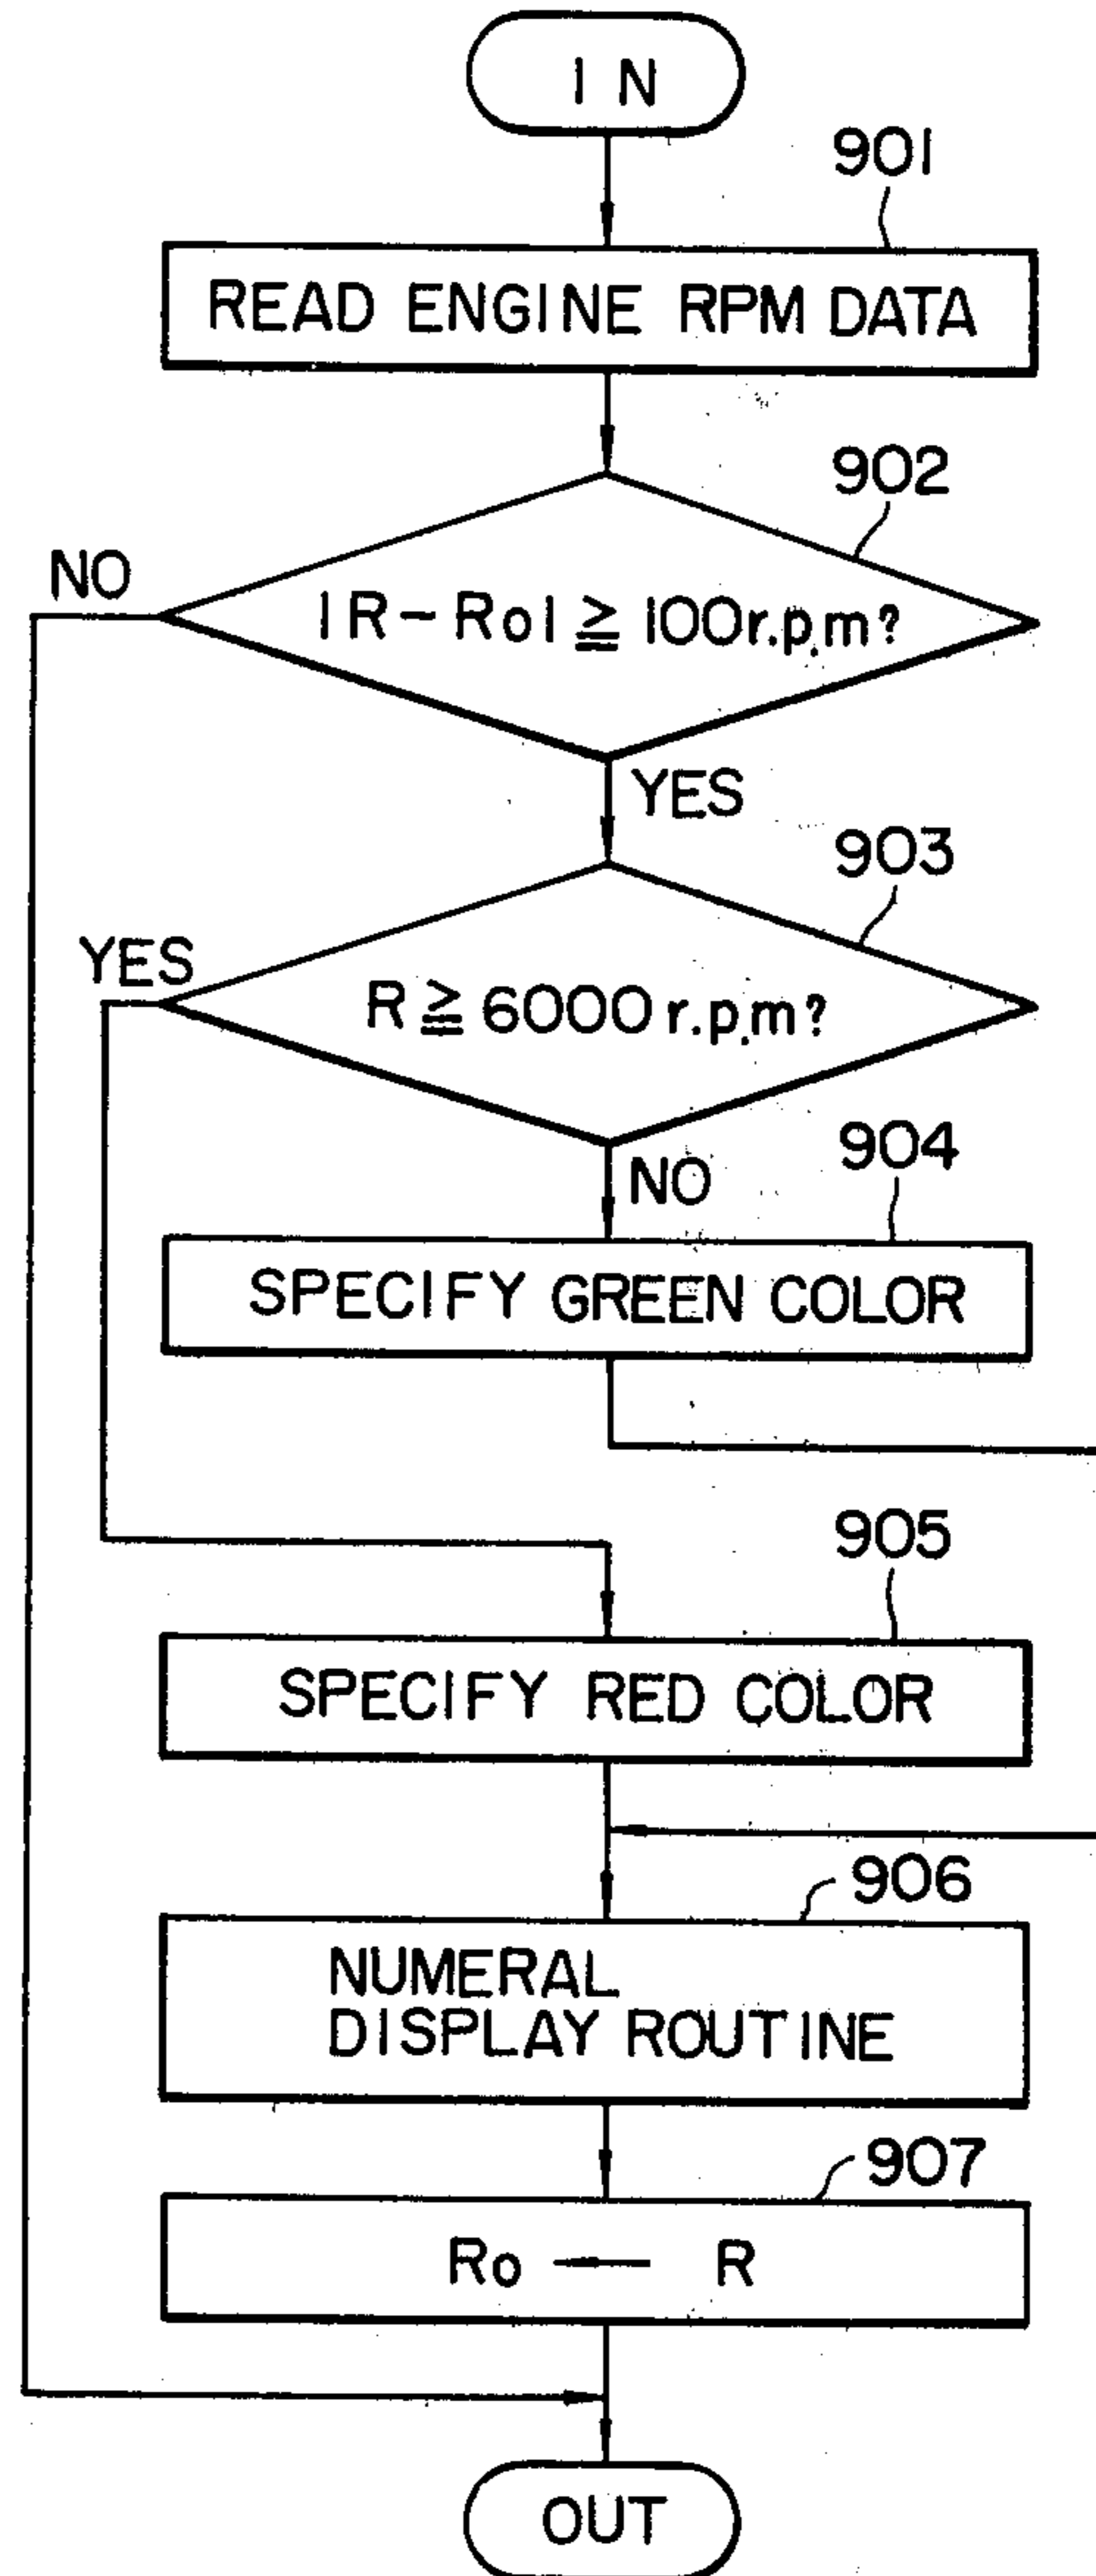 IN
901
READ ENGINE RPM DATA
902
NO
|R-Ro| ≧ 100r.p.m?
YES
903
YES
R ≧ 6000 r.p.m?
904
NO
SPECIFY GREEN COLOR
905
SPECIFY RED COLOR
906
NUMERAL
DISPLAY ROUTINE
907
Ro ← R
OUT